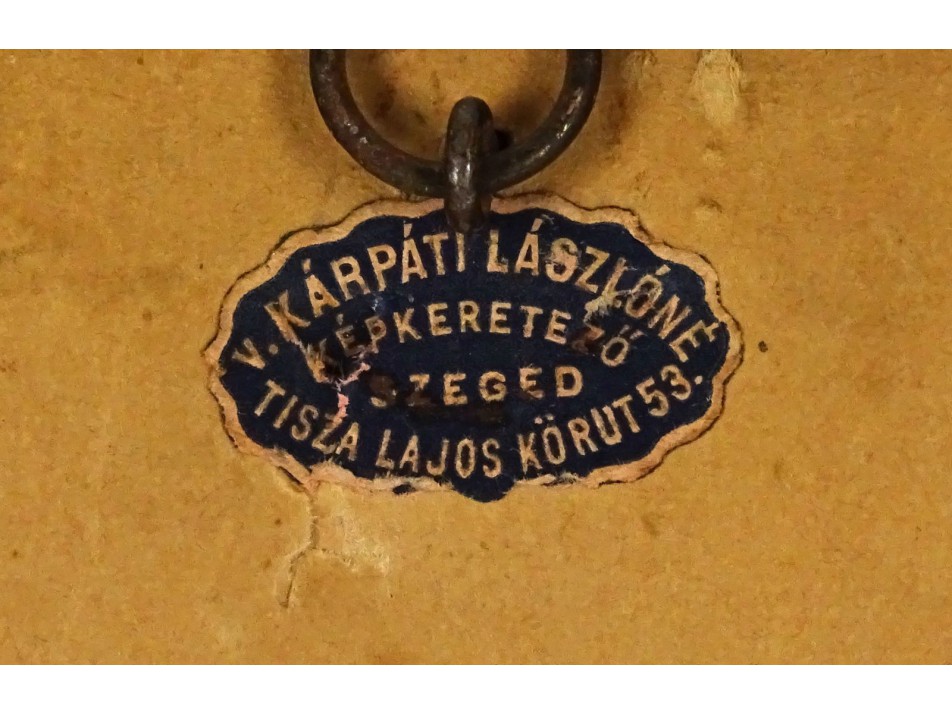 V. KÁRPÁTI LÁSZLÓNÉ
KÉPKERETEZŐ
SZEGED
TISZA LAJOS KÖRUT 53.